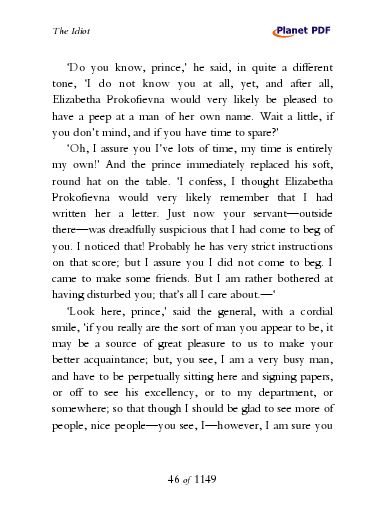 The Idiot
Planet PDF
‘Do you know, prince,’ he said, in quite a different
tone, ‘I do not know you at all, yet, and after all,
Elizabetha Prokofievna would very likely be pleased to
have a peep at a man of her own name. Wait a little, if
you don’t mind, and if you have time to spare?’
‘Oh, I assure you I’ve lots of time, my time is entirely
my own!’ And the prince immediately replaced his soft,
round hat on the table. ‘I confess, I thought Elizabetha
Prokofievna would very likely remember that I had
written her a letter. Just now your servant—outside
there—was dreadfully suspicious that I had come to beg of
you. I noticed that! Probably he has very strict instructions
on that score; but I assure you I did not come to beg. I
came to make some friends. But I am rather bothered at
having disturbed you; that’s all I care about.—‘
‘Look here, prince,’ said the general, with a cordial
smile, ‘if you really are the sort of man you appear to be, it
may be a source of great pleasure to us to make your
better acquaintance; but, you see, I am a very busy man,
and have to be perpetually sitting here and signing papers,
or off to see his excellency, or to my department, or
somewhere; so that though I should be glad to see more of
people, nice people—you see, I—however, I am sure you
46 of 1149